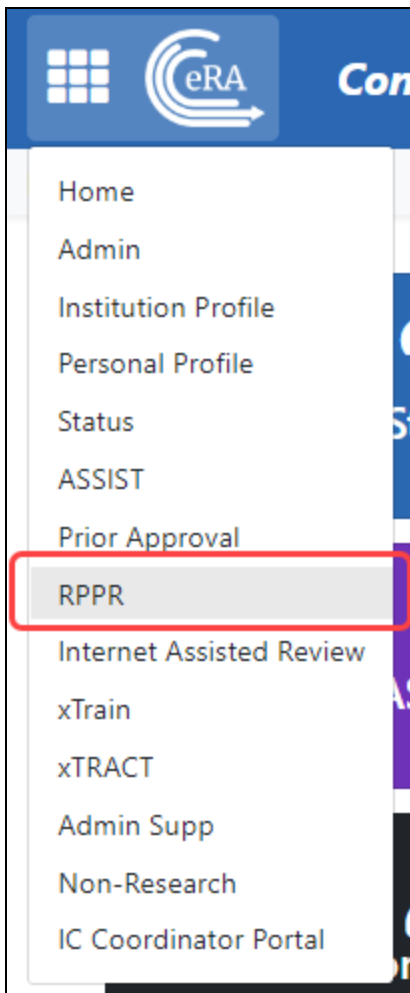 eRA Con
Home
Admin
Institution Profile
Personal Profile
Status
ASSIST
Prior Approval
RPPR
Internet Assisted Review
xTrain
xTRACT
Admin Supp
Non-Research
IC Coordinator Portal